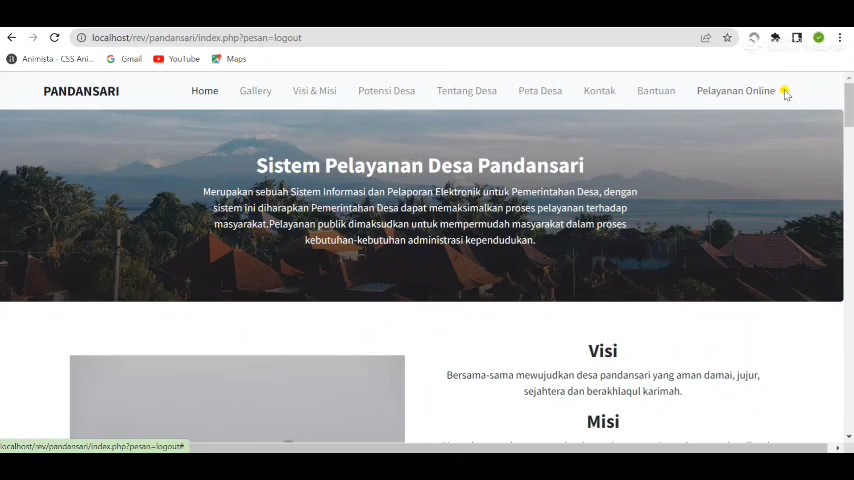 localhost/rev/pandansari/index.php?pesan=logout
Animista - CSS Ani... Gmail YouTube Maps
PANDANSARI Home Gallery Visi & Misi Potensi Desa Tentang Desa Peta Desa Kontak Bantuan Pelayanan Online
Sistem Pelayanan Desa Pandansari
Merupakan sebuah Sistem Informasi dan Pelaporan Elektronik untuk Pemerintahan Desa, dengan
sistem ini diharapkan Pemerintahan Desa dapat memaksimalkan proses pelayanan terhadap
masyarakat.Pelayanan publik dimaksudkan untuk mempermudah masyarakat dalam proses
kebutuhan-kebutuhan administrasi kependudukan.
Visi
Bersama-sama mewujudkan desa pandansari yang aman damai, jujur,
sejahtera dan berakhlaqul karimah.
Misi
localhost/rev/pandansari/index.php?pesan=logout#